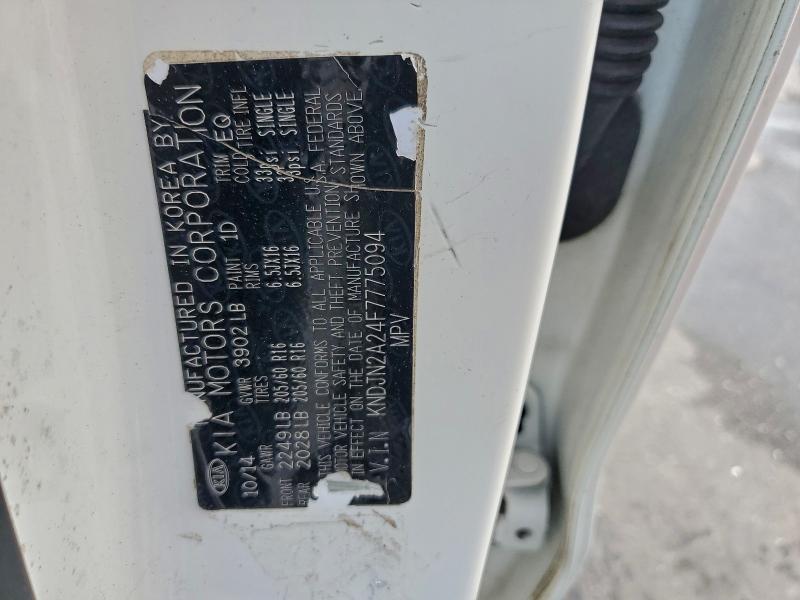 MANUFACTURED IN KOREA BY
KIA KIA MOTORS CORPORATION
10/14 GVWR 3902 LB PAINT 1D TRIM EQ
GAWR TIRES RIMS COLD TIRE INFL
FRONT 2249LB 205/60 R16 6.5JX16 33psi SINGLE
REAR 2028LB 205/60 R16 6.5JX16 33psi SINGLE
THIS VEHICLE CONFORMS TO ALL APPLICABLE U.S.A. FEDERAL
MOTOR VEHICLE SAFETY AND THEFT PREVENTION STANDARDS
IN EFFECT ON THE DATE OF MANUFACTURE SHOWN ABOVE.
V.I.N KNDJN2A24F7775094
MPV